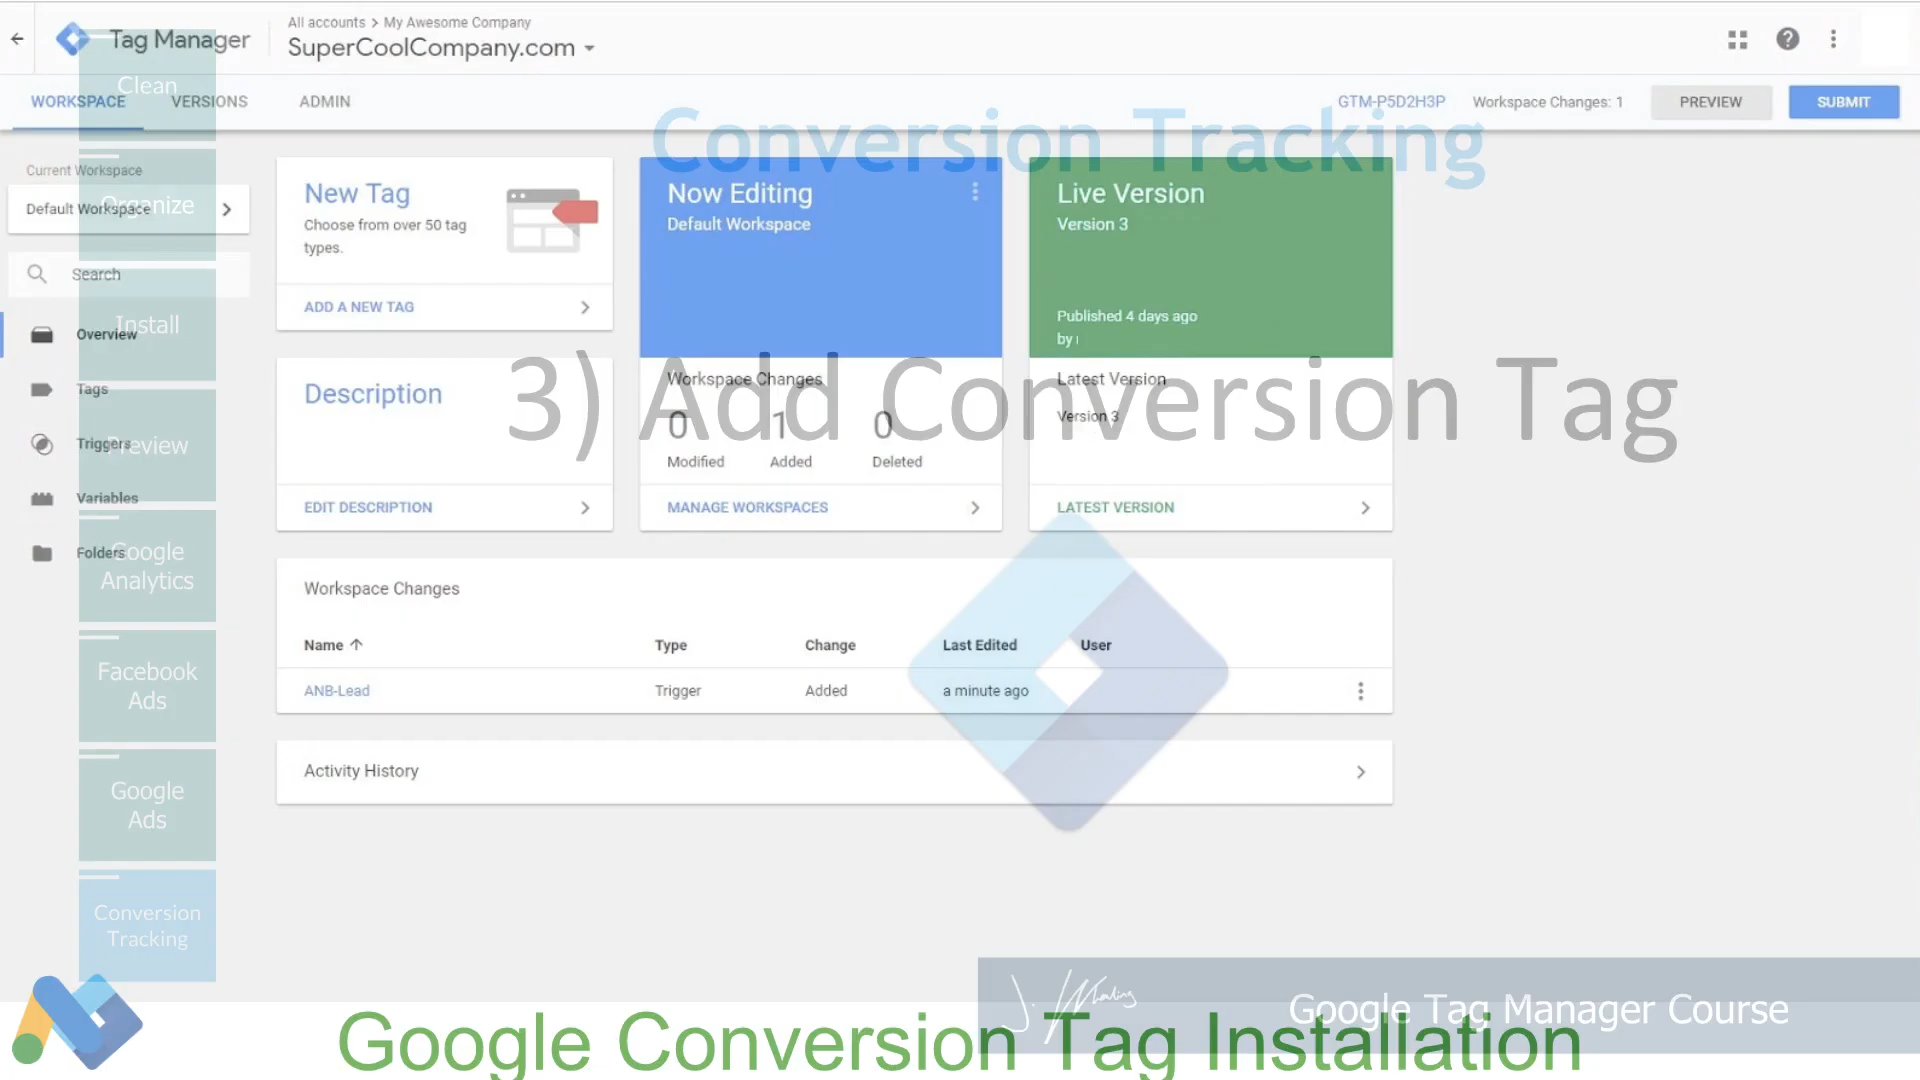 All accounts > My Awesome Company
Tag Manager
SuperCoolCompany.com
Clean
WORKSPACE
VERSIONS
ADMIN
GTM-P5D2H3P
Workspace Changes: 1
PREVIEW
SUBMIT
Conversion Tracking
Current Workspace
Default Workspace
Organize
Search
Install
Overview
Tags
Triggers
Preview
Variables
Folders
Google
Analytics
Facebook
Ads
Google
Ads
Conversion
Tracking
New Tag
Choose from over 50 tag
types.
ADD A NEW TAG
Description
EDIT DESCRIPTION
Now Editing
Default Workspace
Workspace Changes
0
1
0
Modified
Added
Deleted
MANAGE WORKSPACES
Live Version
Version 3
Published 4 days ago
by
Latest Version
Version 3
LATEST VERSION
3) Add Conversion Tag
Workspace Changes
Name Type Change Last Edited User
ANB-Lead Trigger Added a minute ago
Activity History
Google Tag Manager Course
Google Conversion Tag Installation